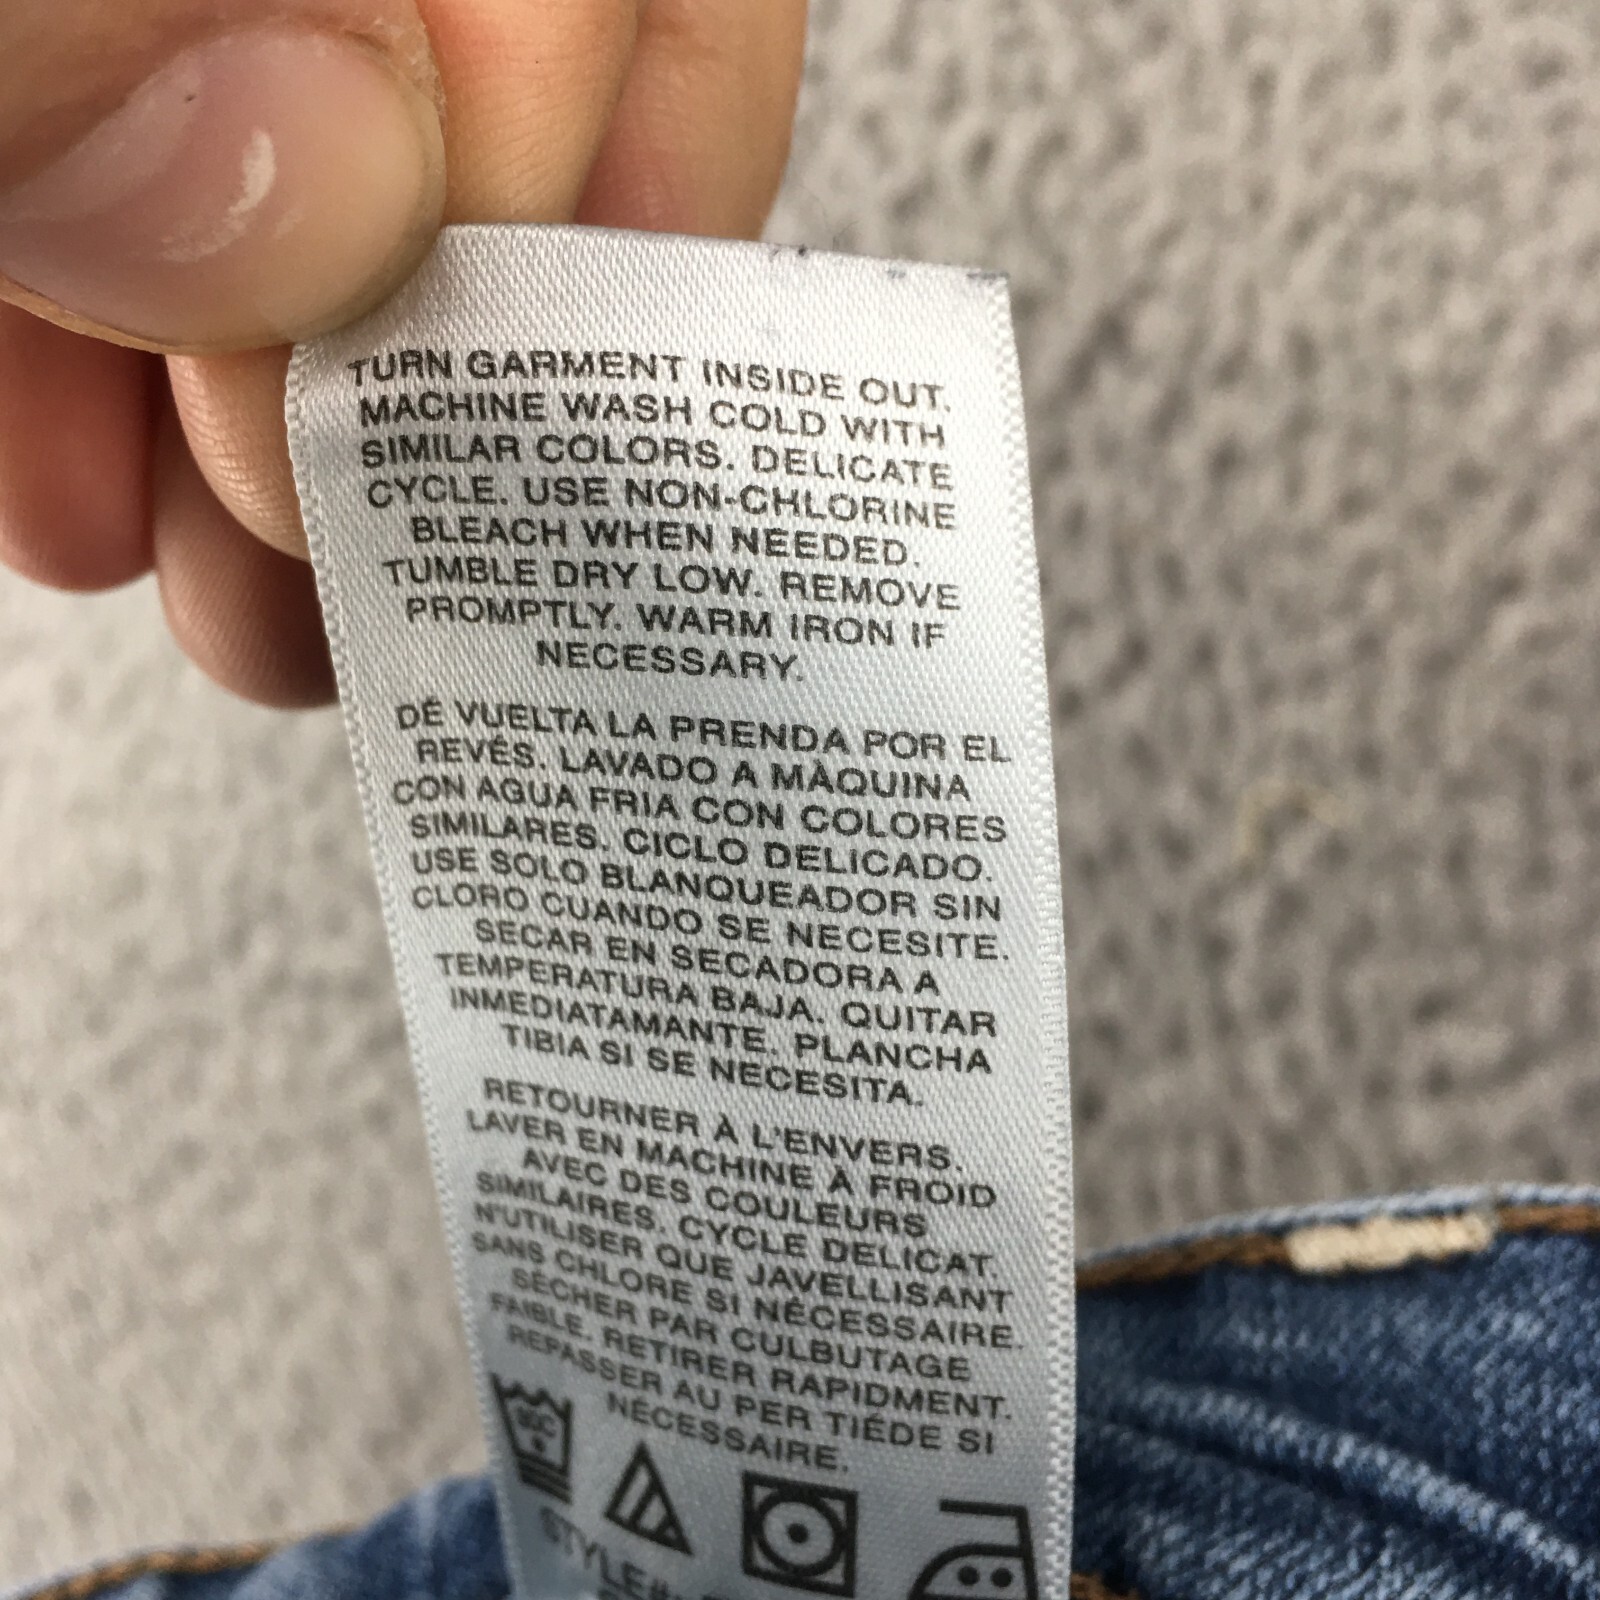 TURN GARMENT INSIDE OUT.
MACHINE WASH COLD WITH
SIMILAR COLORS. DELICATE
CYCLE. USE NON-CHLORINE
BLEACH WHEN NEEDED.
TUMBLE DRY LOW. REMOVE
PROMPTLY. WARM IRON IF
NECESSARY.
DÉ VUELTA LA PRENDA POR EL
REVÉS. LAVADO A MÀQUINA
CON AGUA FRIA CON COLORES
SIMILARES. CICLO DELICADO.
USE SOLO BLANQUEADOR SIN
CLORO CUANDO SE NECESITE.
SECAR EN SECADORA A
TEMPERATURA BAJA. QUITAR
INMEDIATAMANTE. PLANCHA
TIBIA SI SE NECESITA.
RETOURNER À L'ENVERS.
LAVER EN MACHINE À FROID
AVEC DES COULEURS
SIMILAIRES. CYCLE DELICAT.
N'UTILISER QUE JAVELLISANT
SANS CHLORE SI NÉCESSAIRE.
SÉCHER PAR CULBUTAGE
FAIBLE. RETIRER RAPIDMENT.
REPASSER AU PER TIÉDE SI
NÉCESSAIRE.
STYLE#: